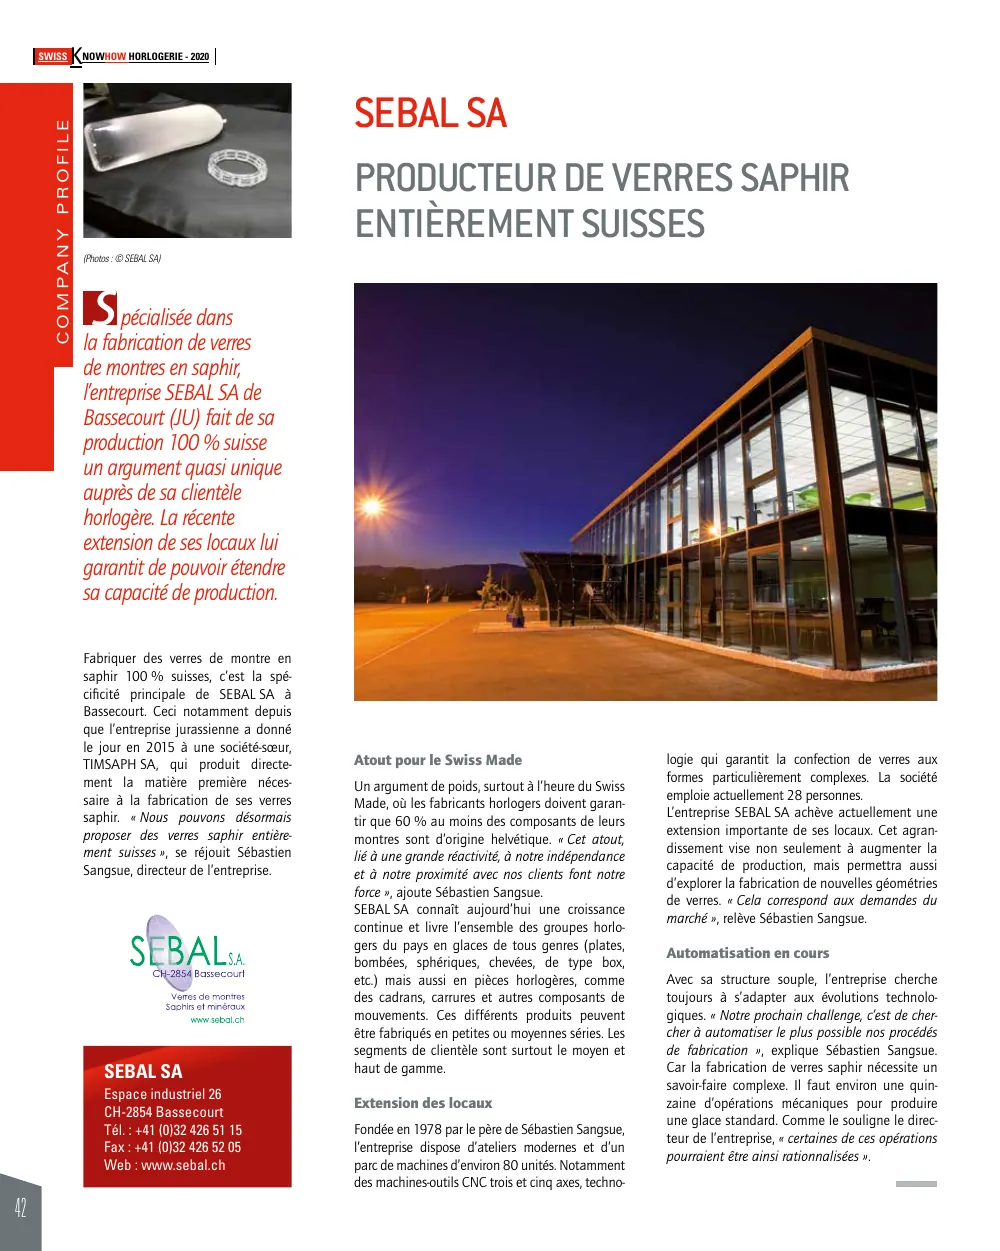 SWISS KNOWHOW HORLOGERIE - 2020
COMPANY PROFILE
(Photos : © SEBAL SA)
Spécialisée dans
la fabrication de verres
de montres en saphir,
l'entreprise SEBAL SA de
Bassecourt (JU) fait de sa
production 100 % suisse
un argument quasi unique
auprès de sa clientèle
horlogère. La récente
extension de ses locaux lui
garantit de pouvoir étendre
sa capacité de production.
Fabriquer des verres de montre en
saphir 100 % suisses, c'est la spé-
cificité principale de SEBAL SA à
Bassecourt. Ceci notamment depuis
que l'entreprise jurassienne a donné
le jour en 2015 à une société-sœur,
TIMSAPH SA, qui produit directe-
ment la matière première néces-
saire à la fabrication de ses verres
saphir. « Nous pouvons désormais
proposer des verres saphir entière-
ment suisses », se réjouit Sébastien
Sangsue, directeur de l'entreprise.
SEBAL S.A.
CH-2854 Bassecourt
Verres de montres
Saphirs et minéraux
www.sebal.ch
SEBAL SA
Espace industriel 26
CH-2854 Bassecourt
Tél. : +41 (0)32 426 51 15
Fax : +41 (0)32 426 52 05
Web : www.sebal.ch
SEBAL SA
PRODUCTEUR DE VERRES SAPHIR
ENTIÈREMENT SUISSES
Atout pour le Swiss Made
Un argument de poids, surtout à l'heure du Swiss
Made, où les fabricants horlogers doivent garan-
tir que 60 % au moins des composants de leurs
montres sont d'origine helvétique. « Cet atout,
lié à une grande réactivité, à notre indépendance
et à notre proximité avec nos clients font notre
force », ajoute Sébastien Sangsue.
SEBAL SA connaît aujourd'hui une croissance
continue et livre l'ensemble des groupes horlo-
gers du pays en glaces de tous genres (plates,
bombées, sphériques, chevées, de type box,
etc.) mais aussi en pièces horlogères, comme
des cadrans, carrures et autres composants de
mouvements. Ces différents produits peuvent
être fabriqués en petites ou moyennes séries. Les
segments de clientèle sont surtout le moyen et
haut de gamme.
Extension des locaux
Fondée en 1978 par le père de Sébastien Sangsue,
l'entreprise dispose d'ateliers modernes et d'un
parc de machines d'environ 80 unités. Notamment
des machines-outils CNC trois et cinq axes, techno-
logie qui garantit la confection de verres aux
formes particulièrement complexes. La société
emploie actuellement 28 personnes.
L'entreprise SEBAL SA achève actuellement une
extension importante de ses locaux. Cet agran-
dissement vise non seulement à augmenter la
capacité de production, mais permettra aussi
d'explorer la fabrication de nouvelles géométries
de verres. « Cela correspond aux demandes du
marché », relève Sébastien Sangsue.
Automatisation en cours
Avec sa structure souple, l'entreprise cherche
toujours à s'adapter aux évolutions technolo-
giques. « Notre prochain challenge, c'est de cher-
cher à automatiser le plus possible nos procédés
de fabrication », explique Sébastien Sangsue.
Car la fabrication de verres saphir nécessite un
savoir-faire complexe. Il faut environ une quin-
zaine d'opérations mécaniques pour produire
une glace standard. Comme le souligne le direc-
teur de l'entreprise, « certaines de ces opérations
pourraient être ainsi rationnalisées ».
42